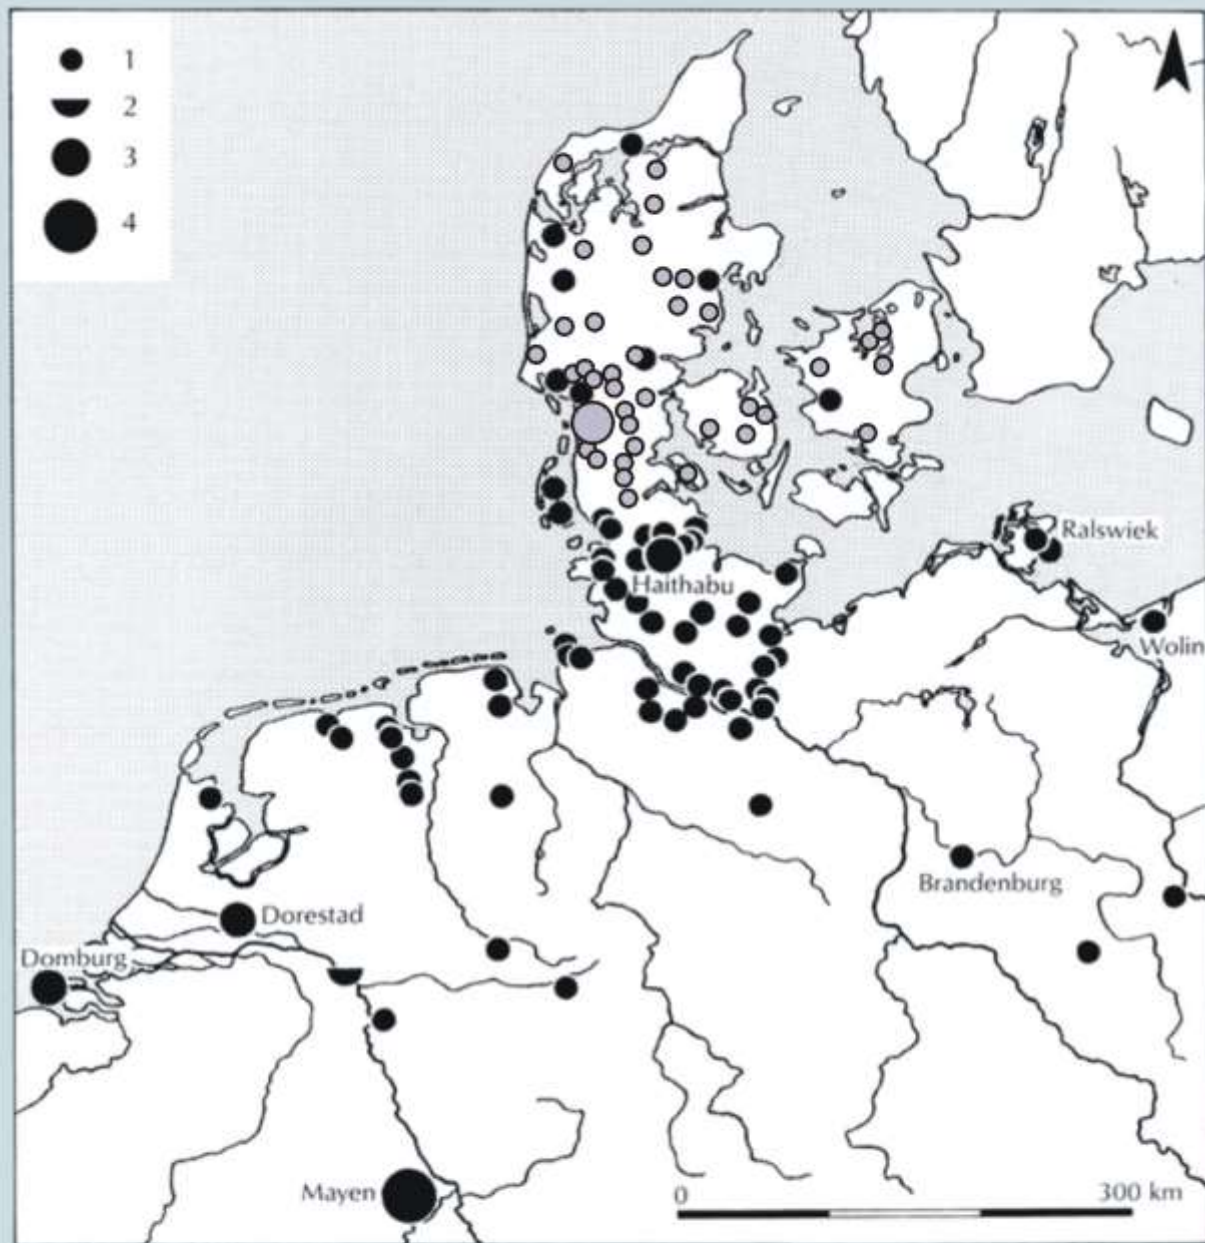 1
2
3
4
Ralswiek
Haithabu
Wolin
Brandenburg
Dorestad
Domburg
Mayen
0
300 km